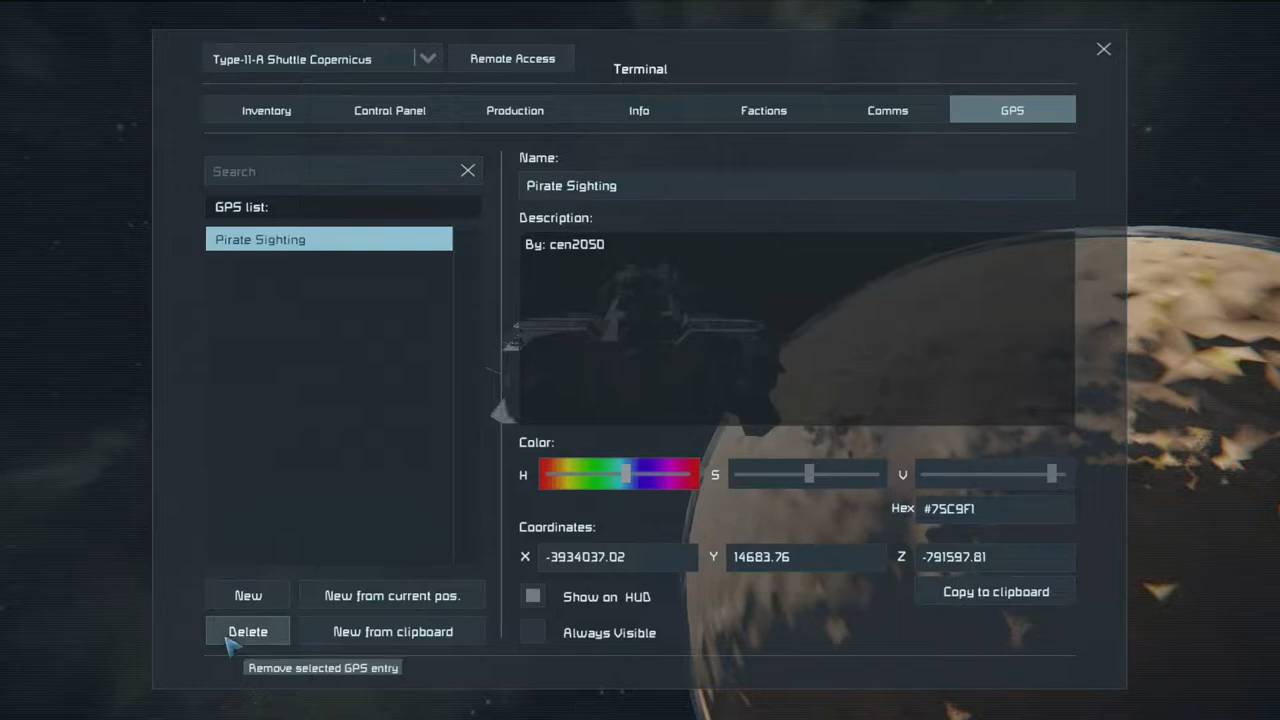 Type-11-A Shuttle Copernicus
Remote Access
Terminal
Inventory
Control Panel
Production
Info
Factions
Comms
GPS
Search
GPS list:
Pirate Sighting
Name:
Pirate Sighting
Description:
By: cen2050
Color:
H
S
V
Hex #75C9F1
Coordinates:
X -3934037.02
Y 14683.76
Z -791597.81
Show on HUD
Copy to clipboard
Always Visible
New
New from current pos.
Delete
New from clipboard
Remove selected GPS entry